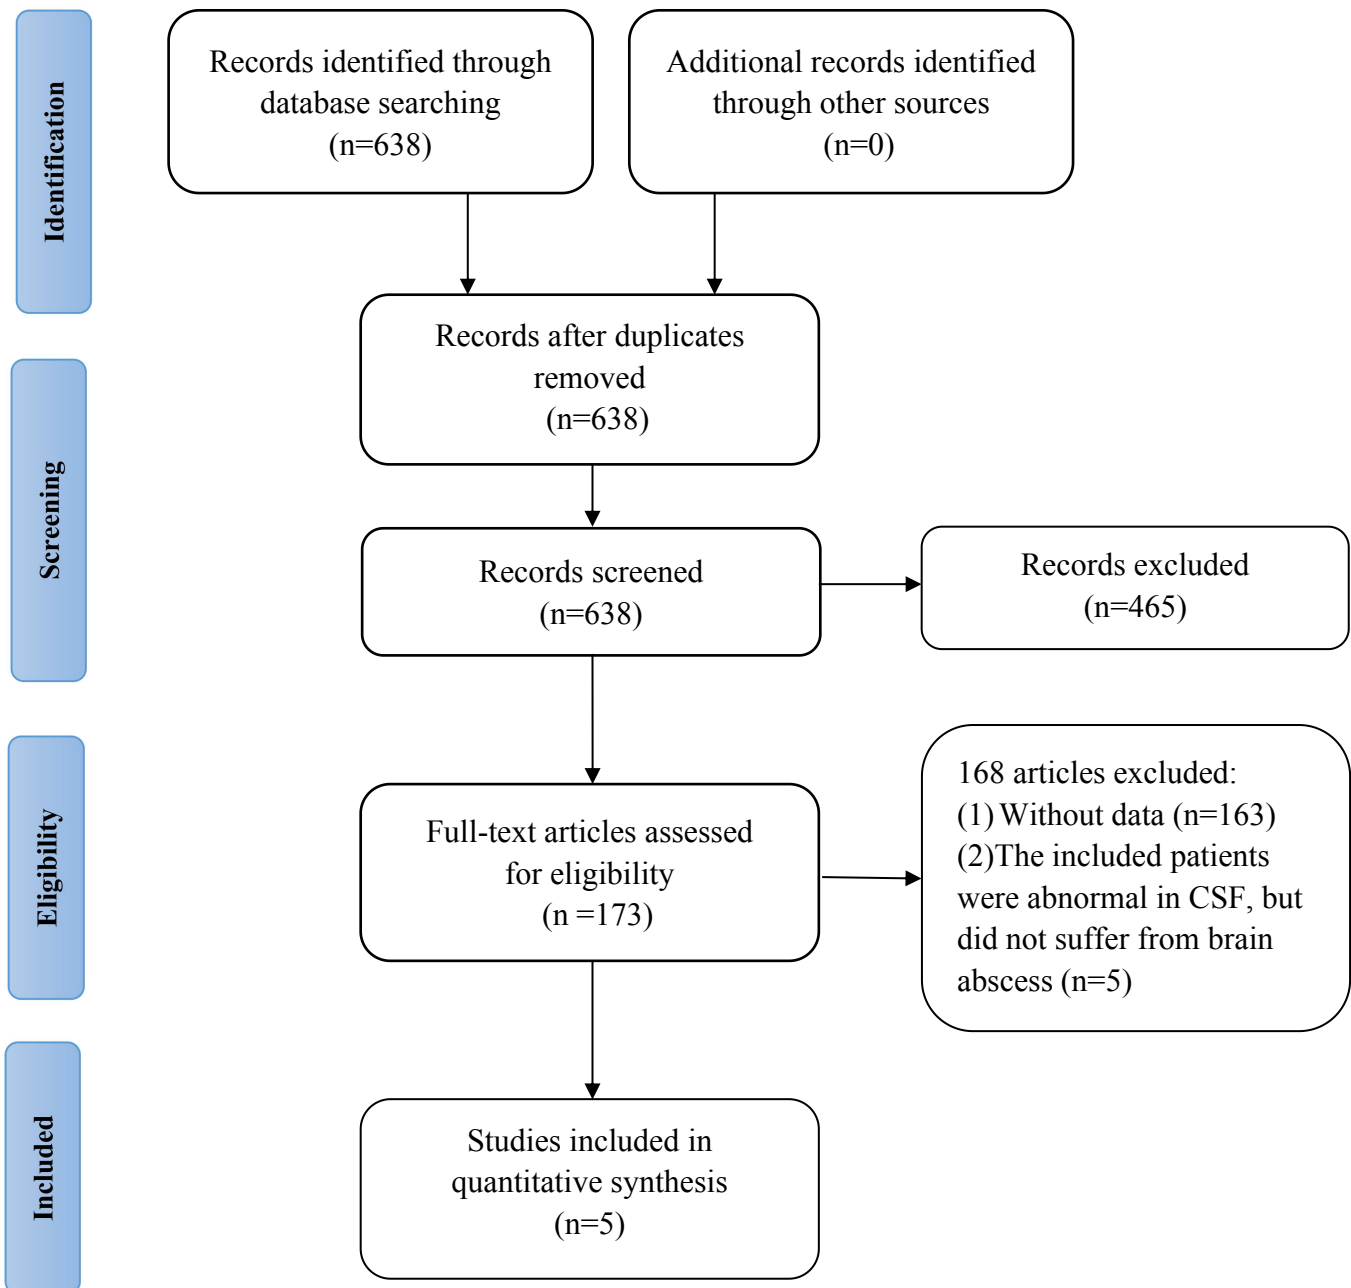 Identification
Records identified through
database searching
(n=638)
Additional records identified
through other sources
(n=0)
Records after duplicates
removed
(n=638)
Screening
Records screened
(n=638)
Records excluded
(n=465)
Eligibility
Full-text articles assessed
for eligibility
(n =173)
168 articles excluded:
(1) Without data (n=163)
(2)The included patients
were abnormal in CSF, but
did not suffer from brain
abscess (n=5)
Included
Studies included in
quantitative synthesis
(n=5)